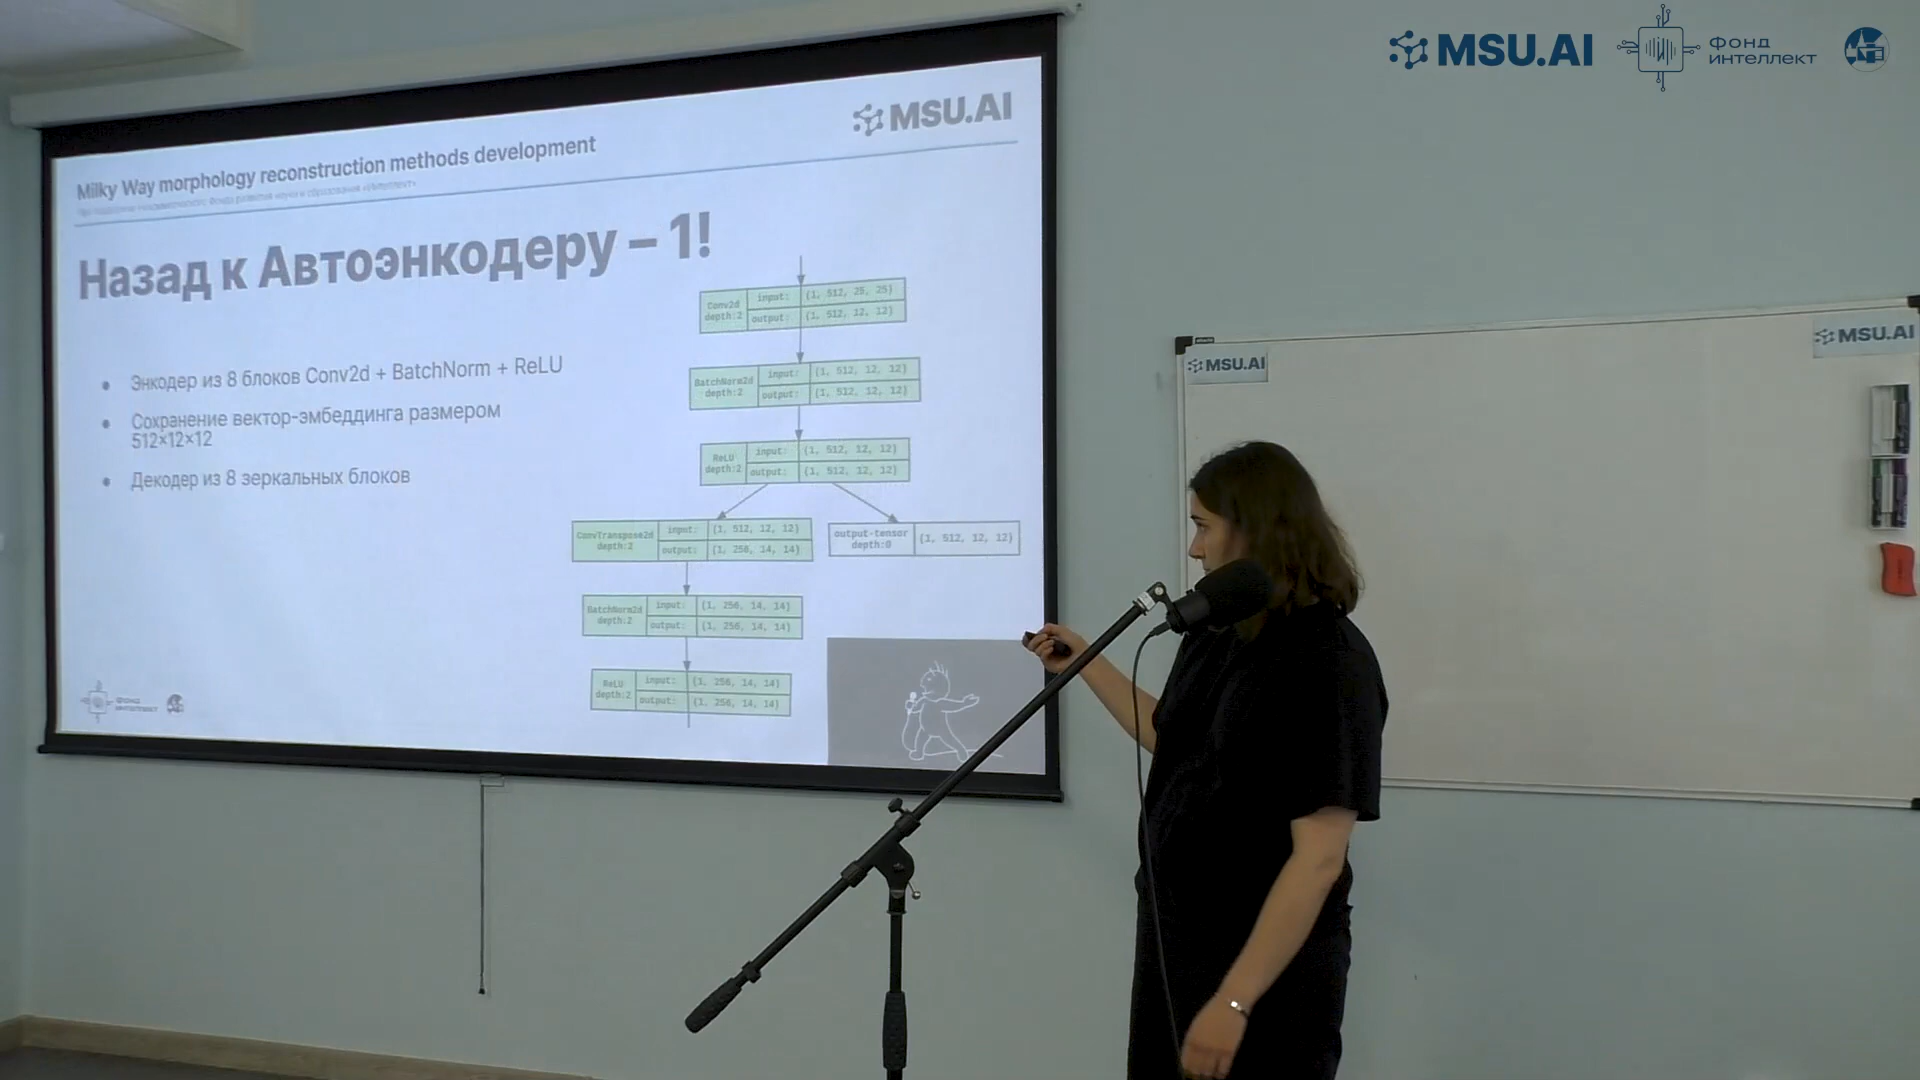 MSU.AI
Фонд
интеллект
MSU.AI
Milky Way morphology reconstruction methods development
Назад к Автоэнкодеру – 1!
Энкодер из 8 блоков Conv2d + BatchNorm + ReLU
Сохранение вектор-эмбеддинга размером
512×12×12
Декодер из 8 зеркальных блоков
Conv2d
depth:2
input: (1, 512, 25, 25)
output: (1, 512, 12, 12)
BatchNorm2d
depth:2
input: (1, 512, 12, 12)
output: (1, 512, 12, 12)
ReLU
depth:2
input: (1, 512, 12, 12)
output: (1, 512, 12, 12)
ConvTranspose2d
depth:2
input: (1, 512, 12, 12)
output: (1, 256, 14, 14)
output-tensor
depth:0
(1, 512, 12, 12)
BatchNorm2d
depth:2
input: (1, 256, 14, 14)
output: (1, 256, 14, 14)
ReLU
depth:2
input: (1, 256, 14, 14)
output: (1, 256, 14, 14)
Фонд
интеллект
MSU.AI
MSU.AI